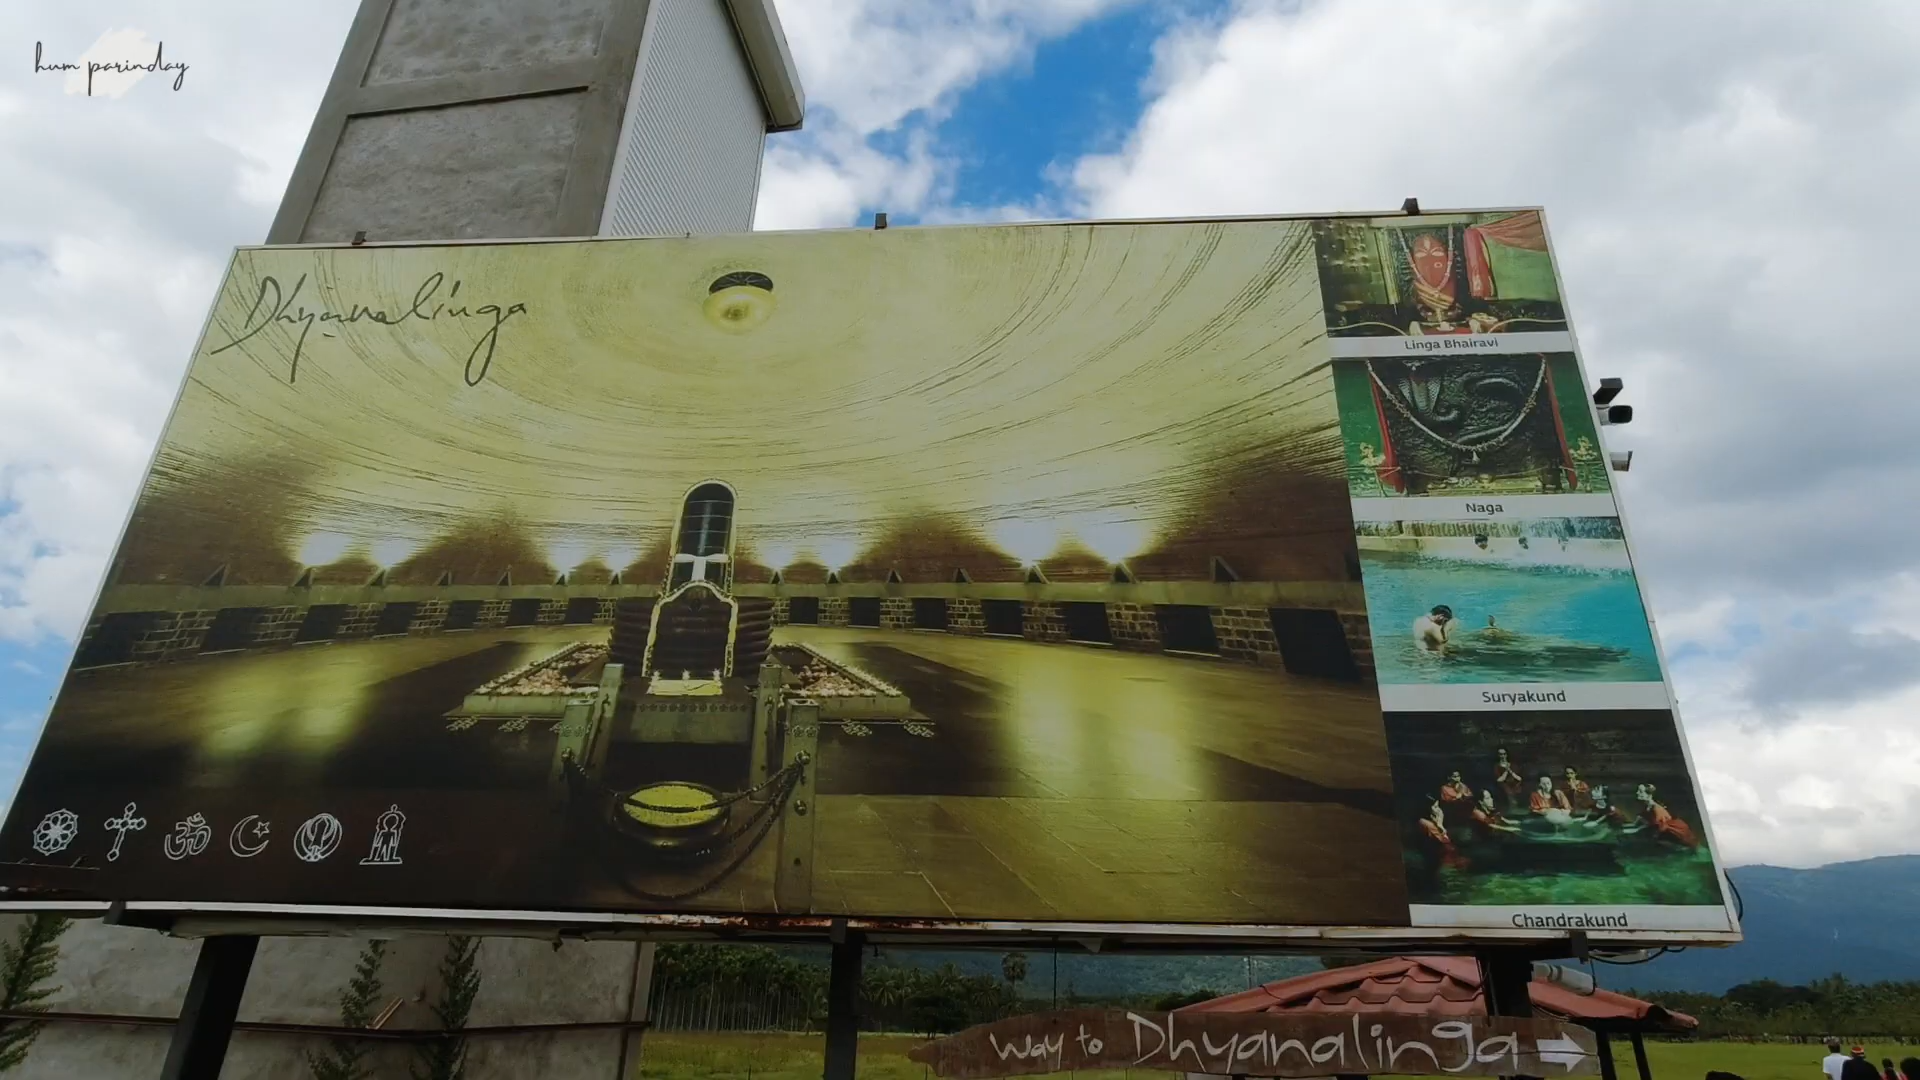 hum parinday
Dhyanalinga
Linga Bhairavi
Naga
Suryakund
Chandrakund
way to Dhyanalinga